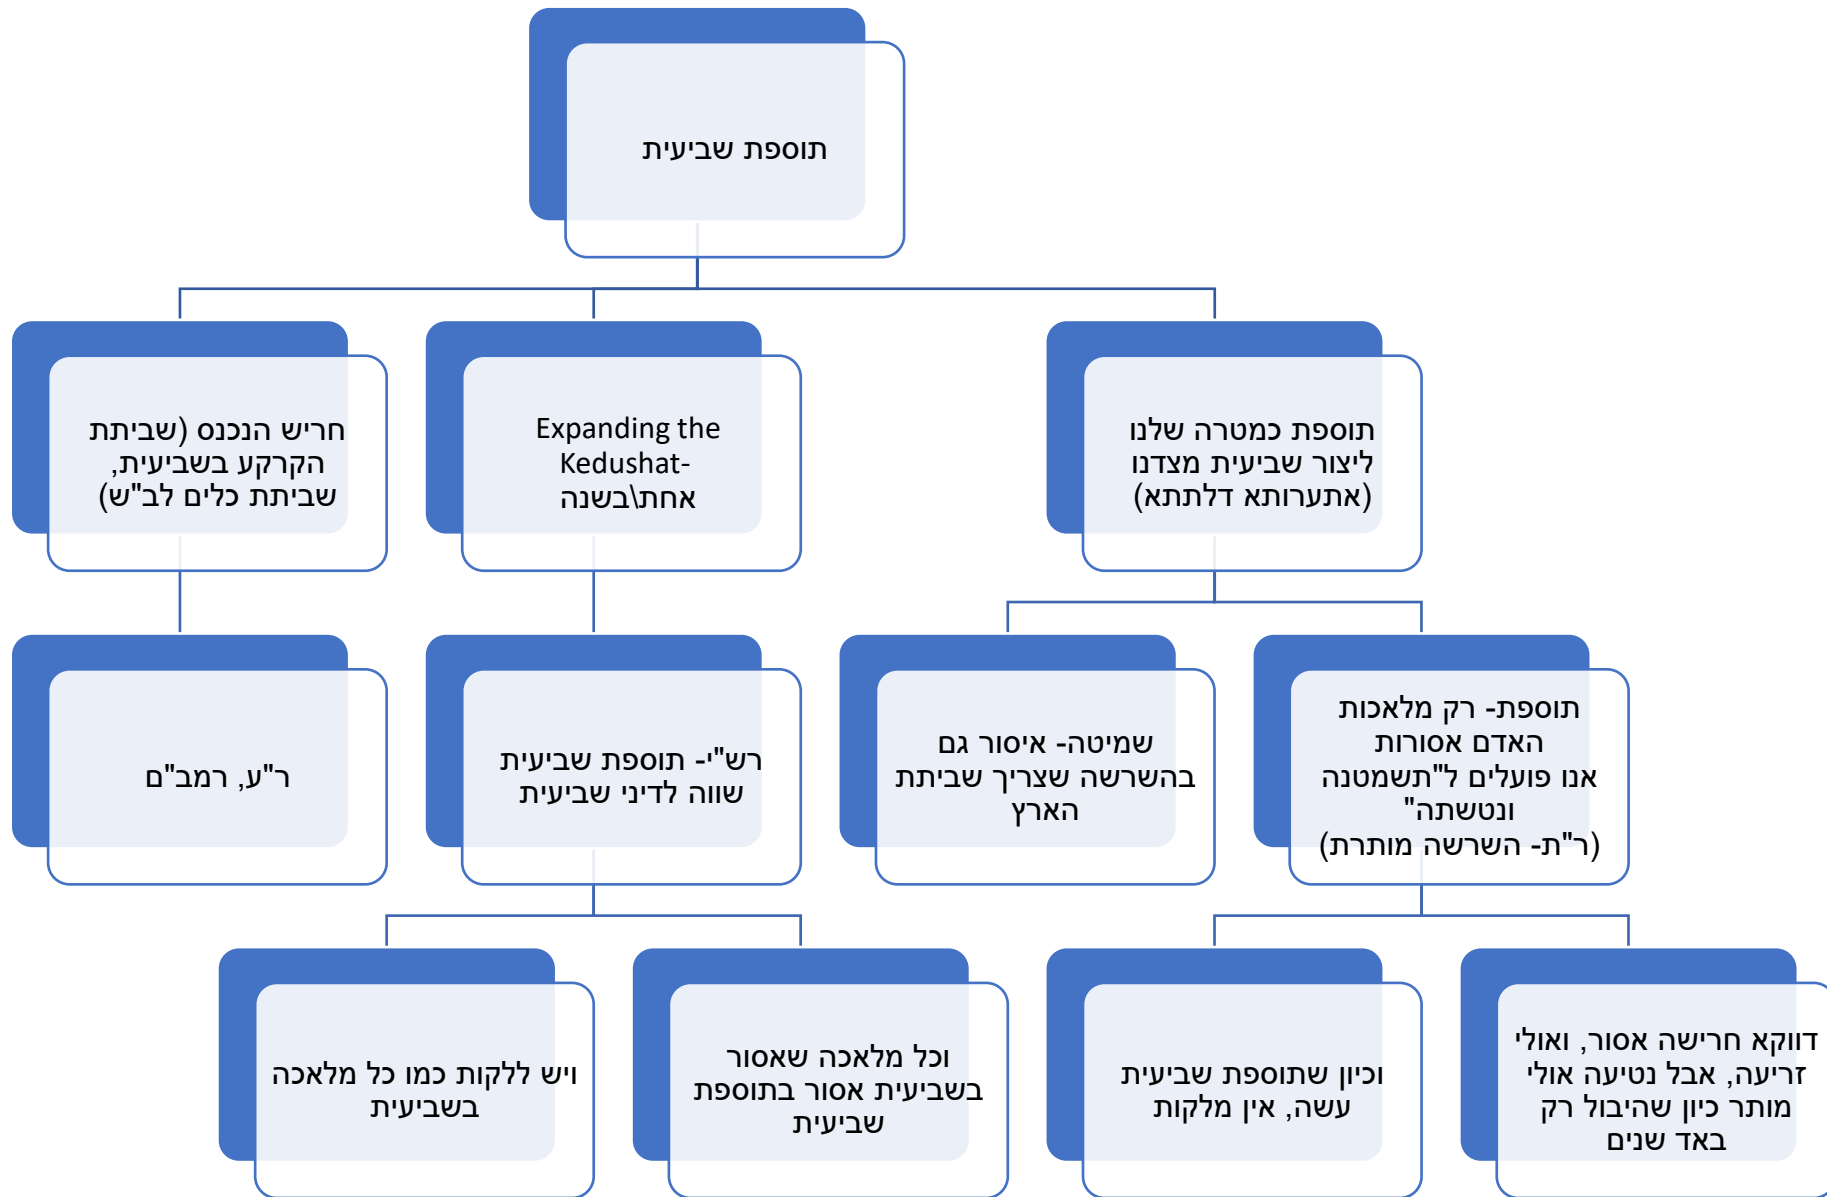 תוספת שביעית
תוספת כמטרה שלנו
ליצור שביעית מצדנו
(אתערותא דלתתא)
Expanding the
Kedushat-
אחת\בשנה
חריש הנכנס (שביתת
הקרקע בשביעית,
שביתת כלים לב"ש)
תוספת- רק מלאכות
האדם אסורות
אנו פועלים ל"תשמטנה
ונטשתה"
(ר"ת- השרשה מותרת)
שמיטה- איסור גם
בהשרשה שצריך שביתת
הארץ
רש"י- תוספת שביעית
שווה לדיני שביעית
ר"ע, רמב"ם
דווקא חרישה אסור, ואולי
זריעה, אבל נטיעה אולי
מותר כיון שהיבול רק
באד שנים
וכיון שתוספת שביעית
עשה, אין מלקות
וכל מלאכה שאסור
בשביעית אסור בתוספת
שביעית
ויש ללקות כמו כל מלאכה
בשביעית